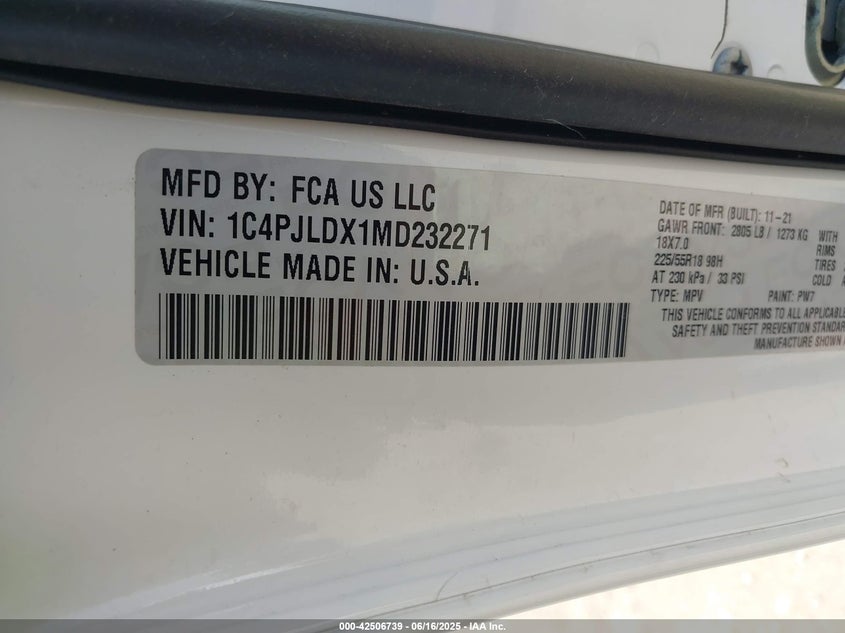 MFD BY: FCA US LLC
VIN: 1C4PJLDX1MD232271
VEHICLE MADE IN: U.S.A.
DATE OF MFR (BUILT): 11-21
GAWR FRONT: 2805 LB / 1273 KG WITH
18X7.0 RIMS
225/55R18 98H TIRES
AT 230 kPa / 33 PSI COLD
TYPE: MPV PAINT: PW7
THIS VEHICLE CONFORMS TO ALL APPLICABLE
SAFETY AND THEFT PREVENTION
MANUFACTURE SHOWN
000-42506739 - 06/16/2025 - IAA Inc.